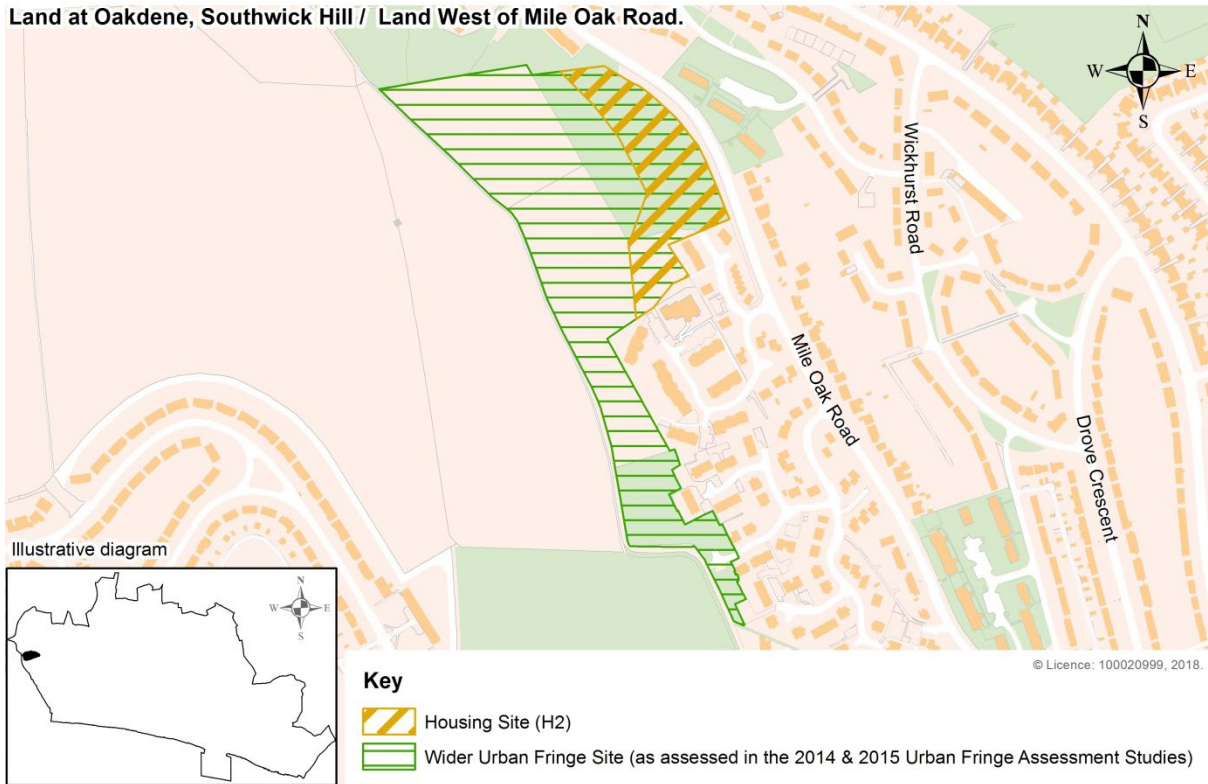 Land at Oakdene, Southwick Hill / Land West of Mile Oak Road.
N
W E
S
Wickhurst Road
Mile Oak Road
Drove Crescent
Illustrative diagram
N
W E
S
© Licence: 100020999, 2018.
Key
Housing Site (H2)
Wider Urban Fringe Site (as assessed in the 2014 & 2015 Urban Fringe Assessment Studies)